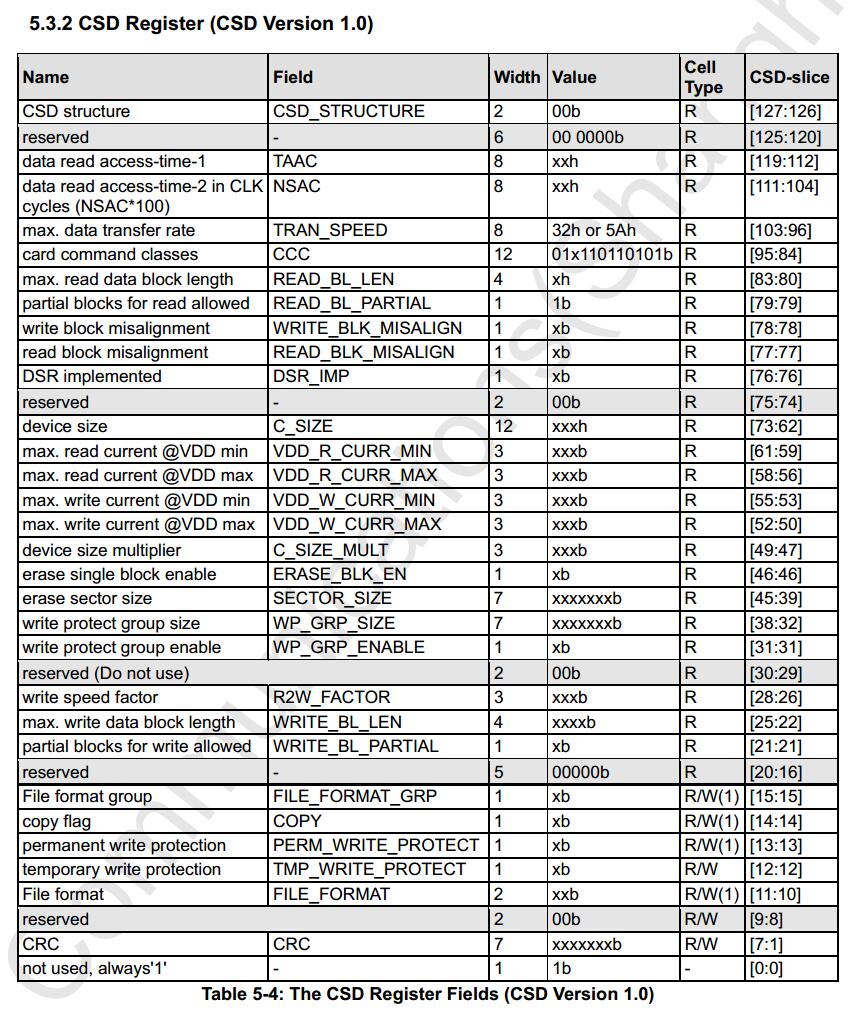 5.3.2 CSD Register (CSD Version 1.0)
Name Field Width Value Cell Type CSD-slice
CSD structure CSD_STRUCTURE 2 00b R [127:126]
reserved - 6 00 0000b R [125:120]
data read access-time-1 TAAC 8 xxh R [119:112]
data read access-time-2 in CLK cycles (NSAC*100) NSAC 8 xxh R [111:104]
max. data transfer rate TRAN_SPEED 8 32h or 5Ah R [103:96]
card command classes CCC 12 01x110110101b R [95:84]
max. read data block length READ_BL_LEN 4 xh R [83:80]
partial blocks for read allowed READ_BL_PARTIAL 1 1b R [79:79]
write block misalignment WRITE_BLK_MISALIGN 1 xb R [78:78]
read block misalignment READ_BLK_MISALIGN 1 xb R [77:77]
DSR implemented DSR_IMP 1 xb R [76:76]
reserved - 2 00b R [75:74]
device size C_SIZE 12 xxxh R [73:62]
max. read current @VDD min VDD_R_CURR_MIN 3 xxxb R [61:59]
max. read current @VDD max VDD_R_CURR_MAX 3 xxxb R [58:56]
max. write current @VDD min VDD_W_CURR_MIN 3 xxxb R [55:53]
max. write current @VDD max VDD_W_CURR_MAX 3 xxxb R [52:50]
device size multiplier C_SIZE_MULT 3 xxxb R [49:47]
erase single block enable ERASE_BLK_EN 1 xb R [46:46]
erase sector size SECTOR_SIZE 7 xxxxxxxb R [45:39]
write protect group size WP_GRP_SIZE 7 xxxxxxxb R [38:32]
write protect group enable WP_GRP_ENABLE 1 xb R [31:31]
reserved (Do not use) 2 00b R [30:29]
write speed factor R2W_FACTOR 3 xxxb R [28:26]
max. write data block length WRITE_BL_LEN 4 xxxxb R [25:22]
partial blocks for write allowed WRITE_BL_PARTIAL 1 xb R [21:21]
reserved - 5 00000b R [20:16]
File format group FILE_FORMAT_GRP 1 xb R/W(1) [15:15]
copy flag COPY 1 xb R/W(1) [14:14]
permanent write protection PERM_WRITE_PROTECT 1 xb R/W(1) [13:13]
temporary write protection TMP_WRITE_PROTECT 1 xb R/W [12:12]
File format FILE_FORMAT 2 xxb R/W(1) [11:10]
reserved 2 00b R/W [9:8]
CRC CRC 7 xxxxxxxb R/W [7:1]
not used, always'1' - 1 1b - [0:0]
Table 5-4: The CSD Register Fields (CSD Version 1.0)